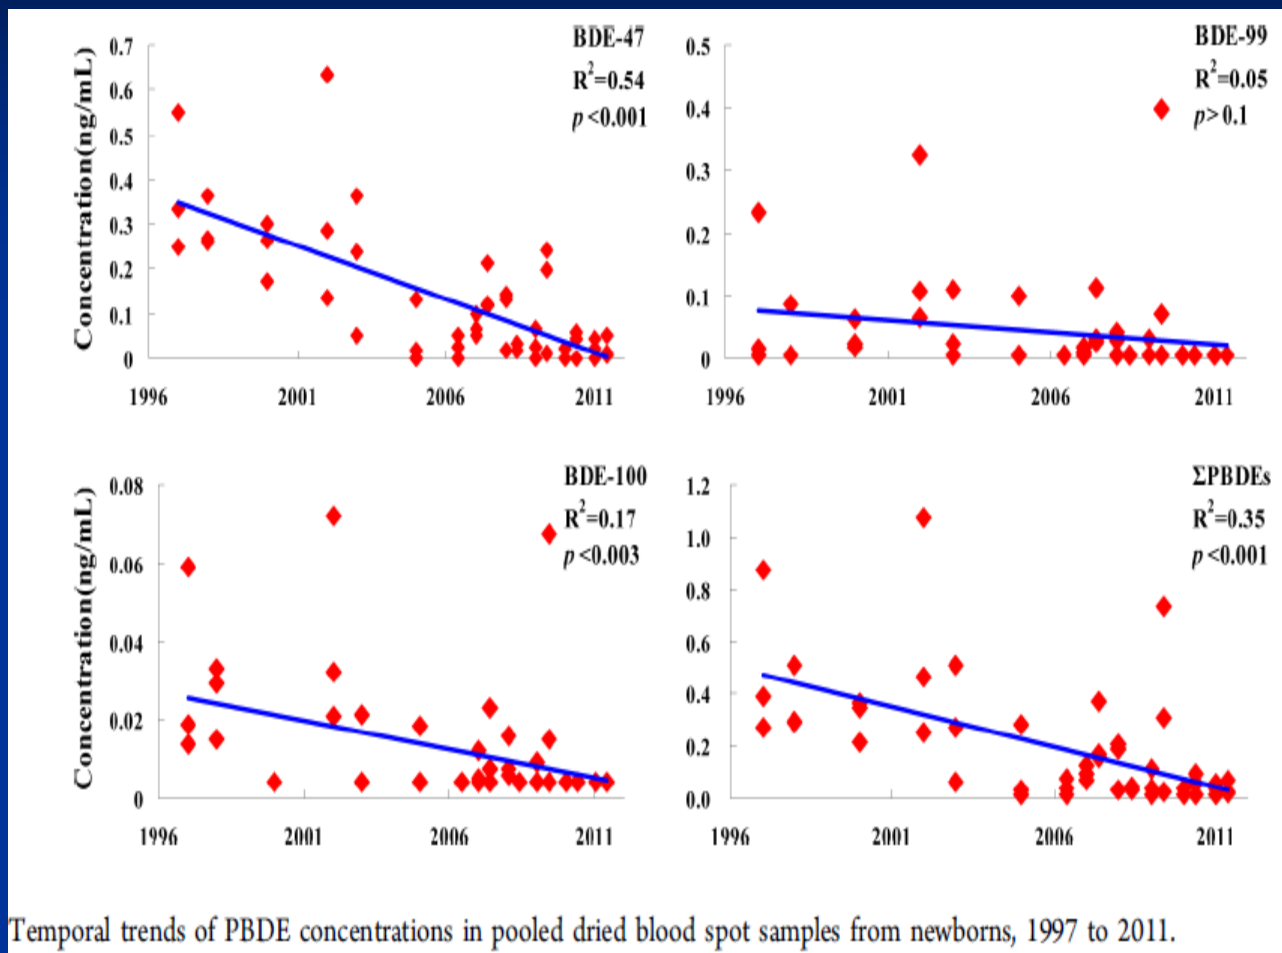 BDE-47
R²=0.54
p<0.001
Concentration(ng/mL)
0.7
0.6
0.5
0.4
0.3
0.2
0.1
0
1996 2001 2006 2011
BDE-99
R²=0.05
p>0.1
0.5
0.4
0.3
0.2
0.1
0
1996 2001 2006 2011
BDE-100
R²=0.17
p<0.003
Concentration(ng/mL)
0.08
0.06
0.04
0.02
0
1996 2001 2006 2011
ΣPBDEs
R²=0.35
p<0.001
1.2
1.0
0.8
0.6
0.4
0.2
0.0
1996 2001 2006 2011
Temporal trends of PBDE concentrations in pooled dried blood spot samples from newborns, 1997 to 2011.